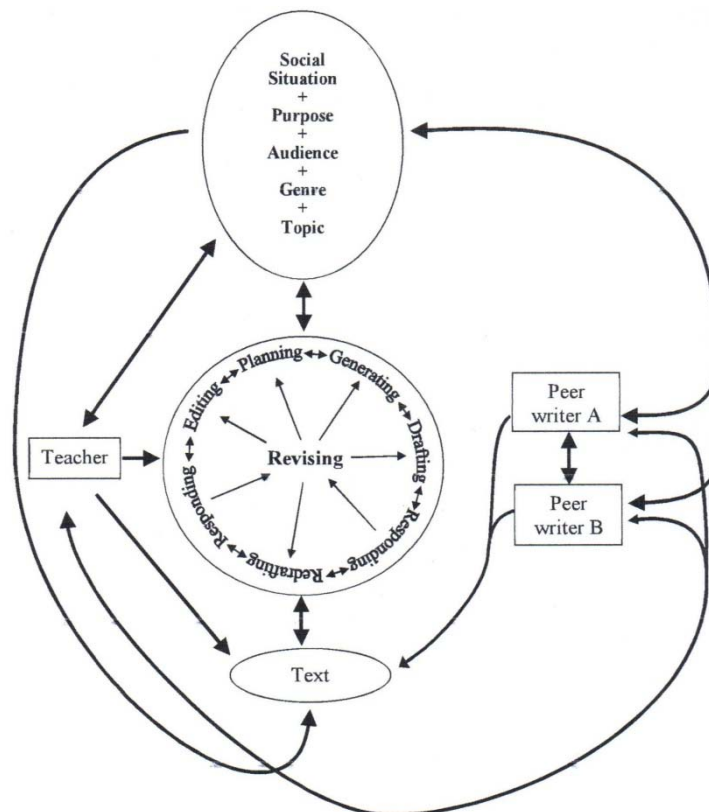 Social
Situation
+
Purpose
+
Audience
+
Genre
+
Topic
Planning
Generating
Drafting
Responding
Redrafting
Responding
Editing
Revising
Teacher
Peer
writer A
Peer
writer B
Text